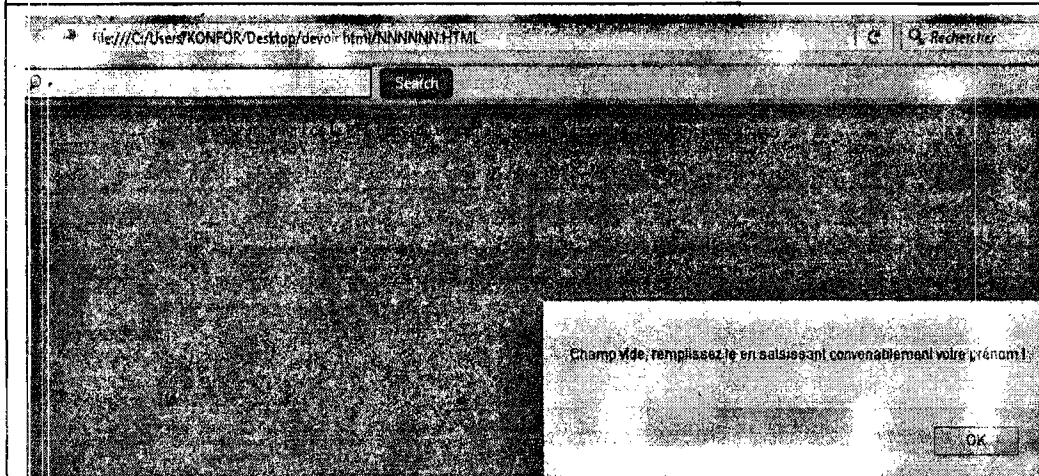 file:///C:/Users/KONFOR/Desktop/devoir html/NNNNNN.HTML
Rechercher
Search
Champ vide, remplissez le en saisissant convenablement votre prénom !
OK